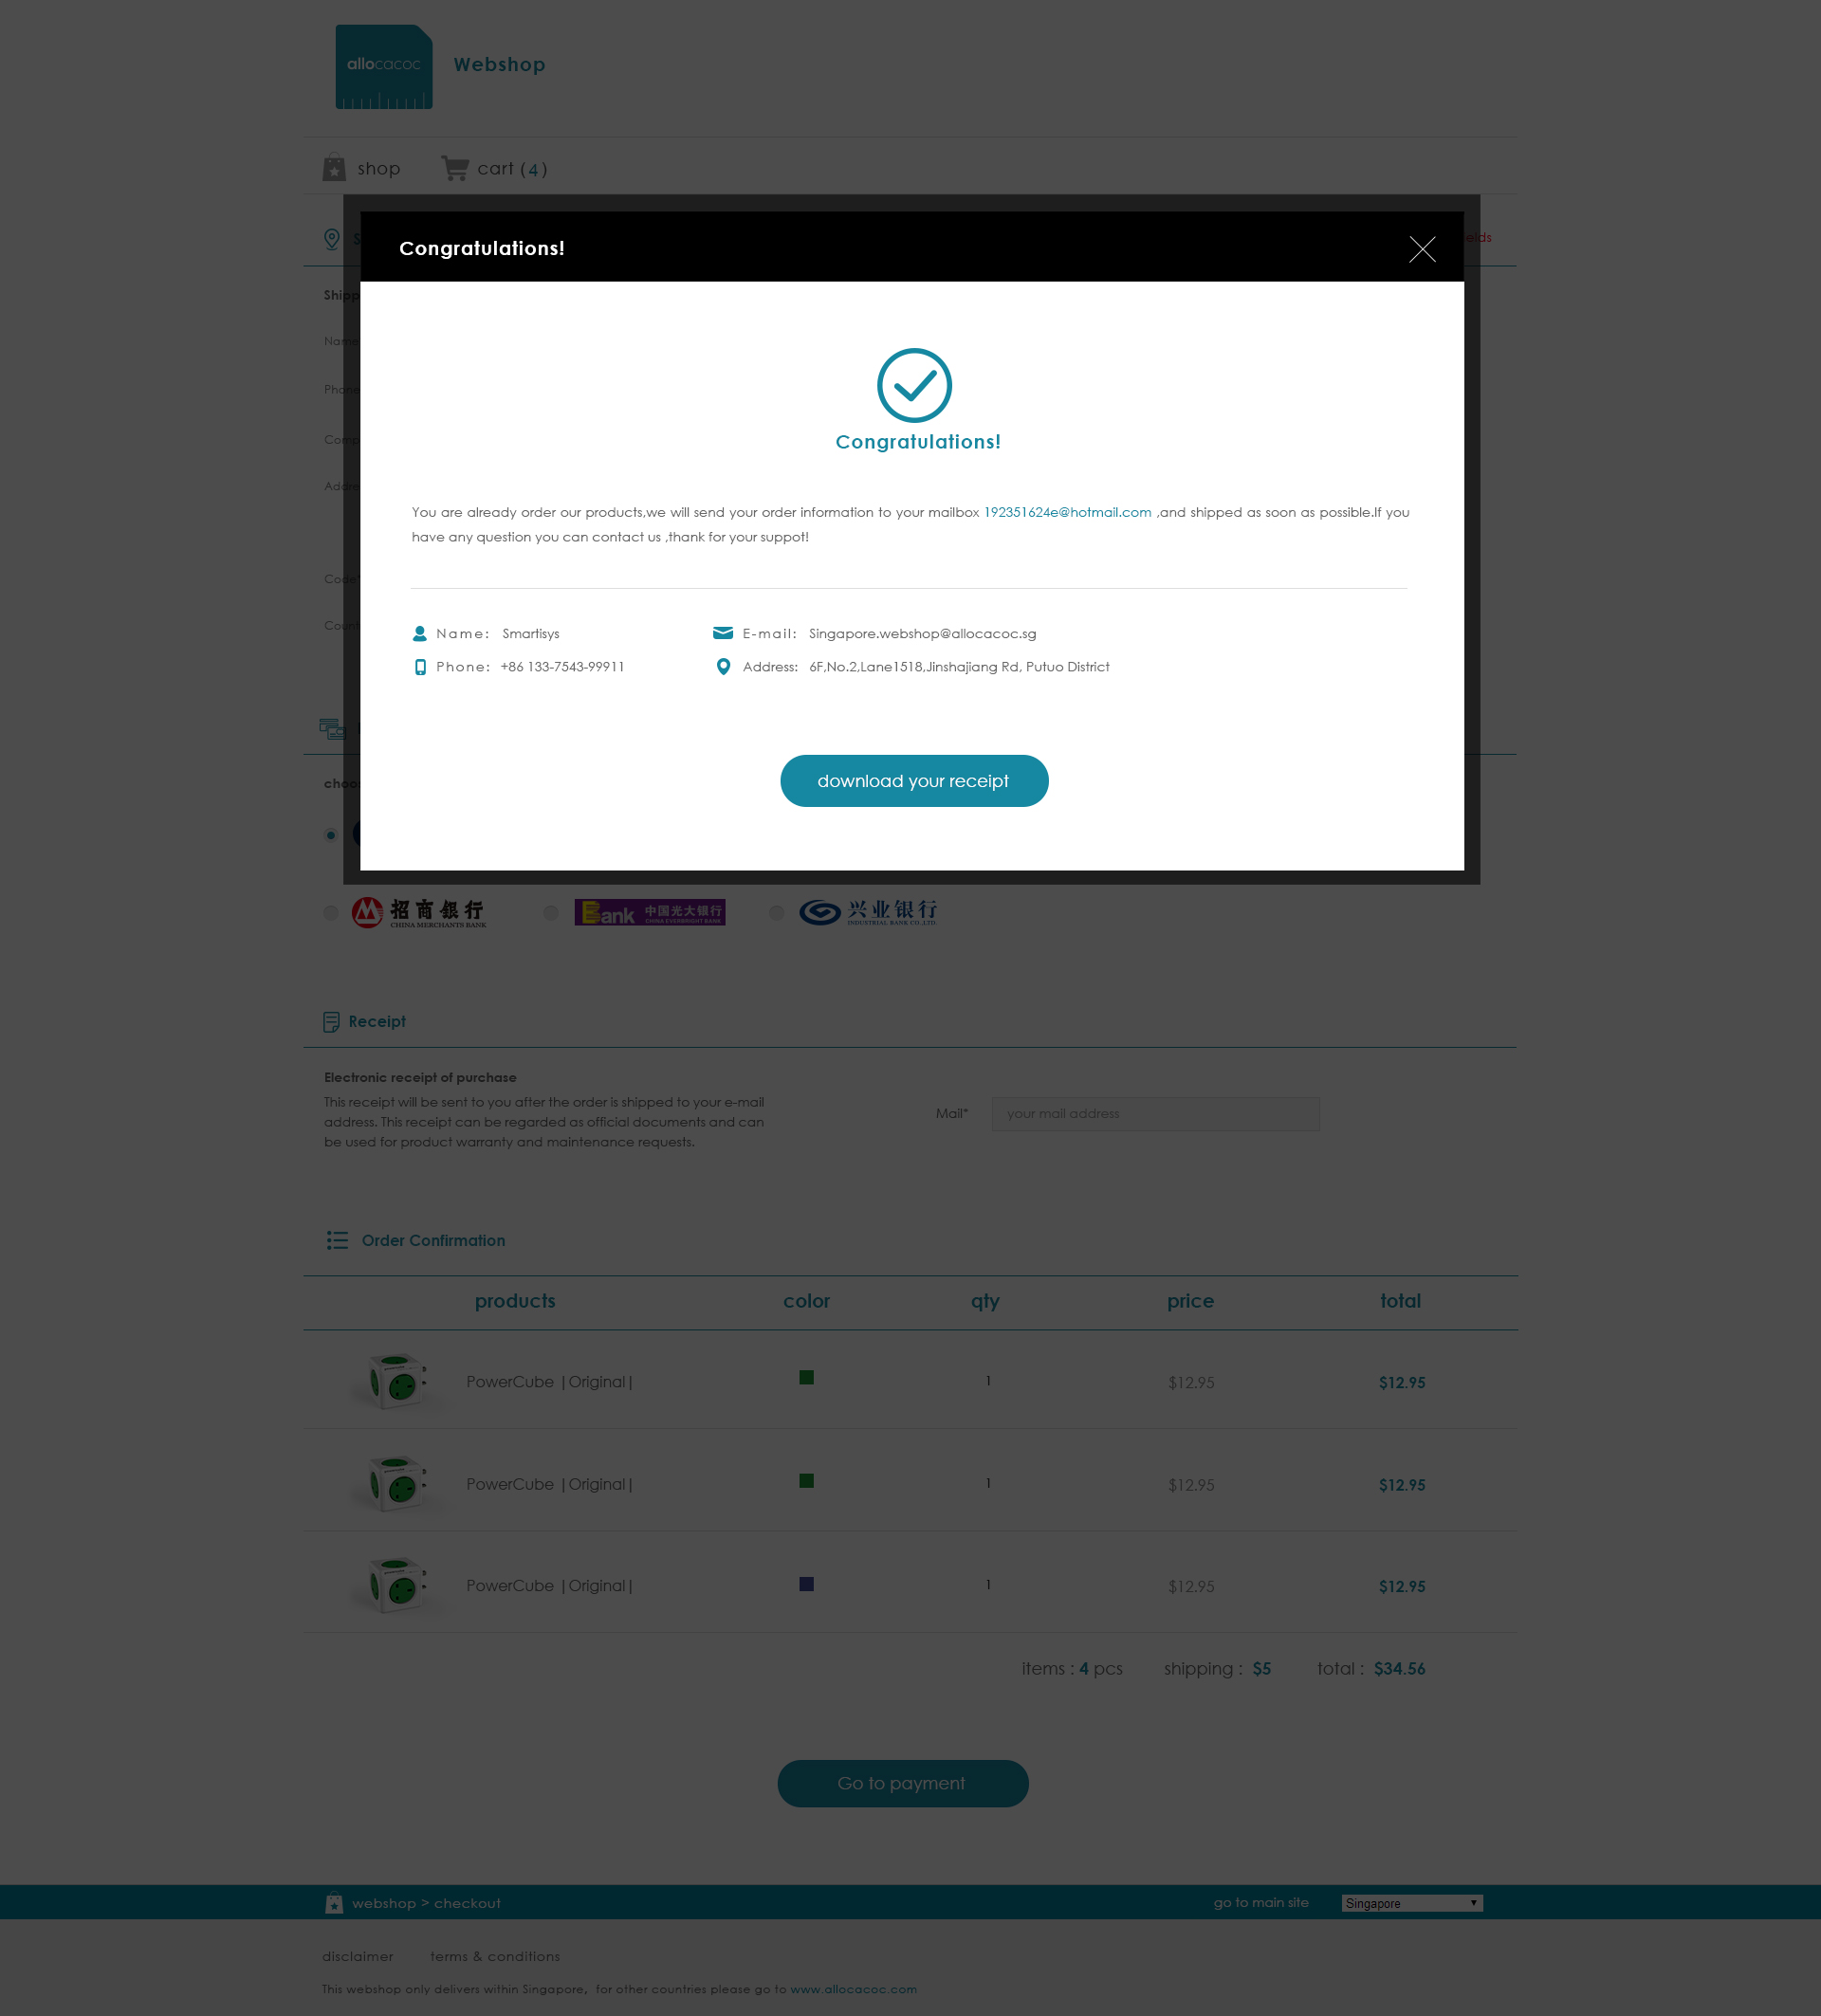 allocacoc
Webshop
shop
cart (4)
Congratulations!
Congratulations!
You are already order our products,we will send your order information to your mailbox 192351624e@hotmail.com ,and shipped as soon as possible.If you
have any question you can contact us ,thank for your suppot!
Name: Smartisys
E-mail: Singapore.webshop@allocacoc.sg
Phone: +86 133-7543-99911
Address: 6F,No.2,Lane1518,Jinshajiang Rd, Putuo District
download your receipt
招商银行
CHINA MERCHANTS BANK
Bank 中国光大银行
CHINA EVERBRIGHT BANK
兴业银行
INDUSTRIAL BANK CO.,LTD.
Receipt
Electronic receipt of purchase
This receipt will be sent to you after the order is shipped to your e-mail
address. This receipt can be regarded as official documents and can
be used for product warranty and maintenance requests.
Mail* your mail address
Order Confirmation
products color qty price total
PowerCube |Original| 1 $12.95 $12.95
PowerCube |Original| 1 $12.95 $12.95
PowerCube |Original| 1 $12.95 $12.95
items : 4 pcs shipping : $5 total : $34.56
Go to payment
webshop > checkout
go to main site Singapore
disclaimer terms & conditions
This webshop only delivers within Singapore, for other countries please go to www.allocacoc.com